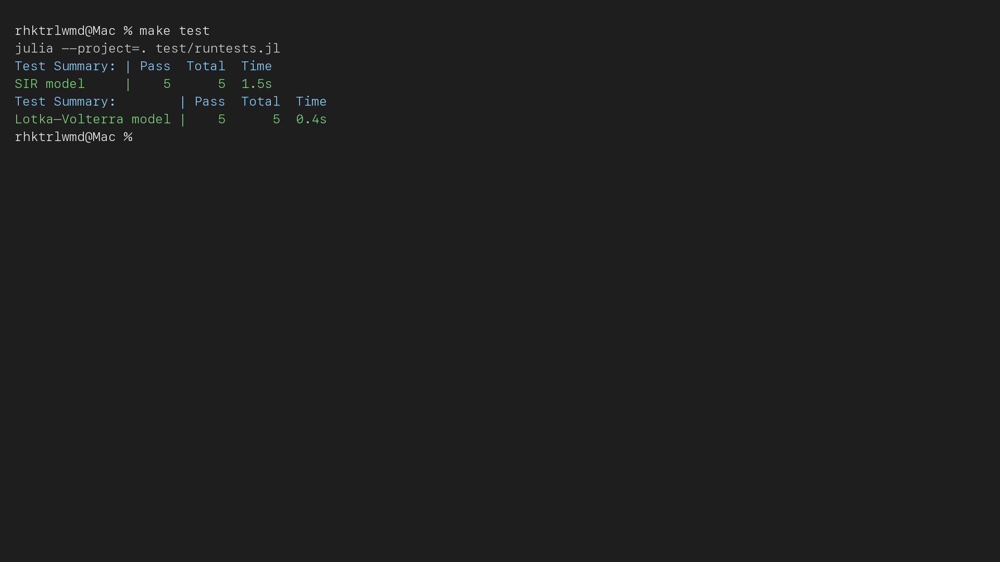 rhktrlwmd@Mac % make test
julia --project=. test/runtests.jl
Test Summary: | Pass  Total  Time
SIR model     |    5      5  1.5s
Test Summary:        | Pass  Total  Time
Lotka–Volterra model |    5      5  0.4s
rhktrlwmd@Mac %